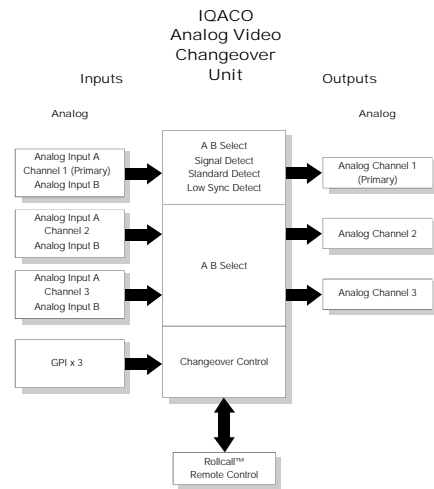 IQACO
Analog Video
Changeover
Unit
Inputs
Outputs
Analog
Analog
Analog Input A
Channel 1 (Primary)
Analog Input B
A B Select
Signal Detect
Standard Detect
Low Sync Detect
Analog Channel 1
(Primary)
Analog Input A
Channel 2
Analog Input B
Analog Channel 2
A B Select
Analog Input A
Channel 3
Analog Input B
Analog Channel 3
GPI x 3
Changeover Control
Rollcall™
Remote Control